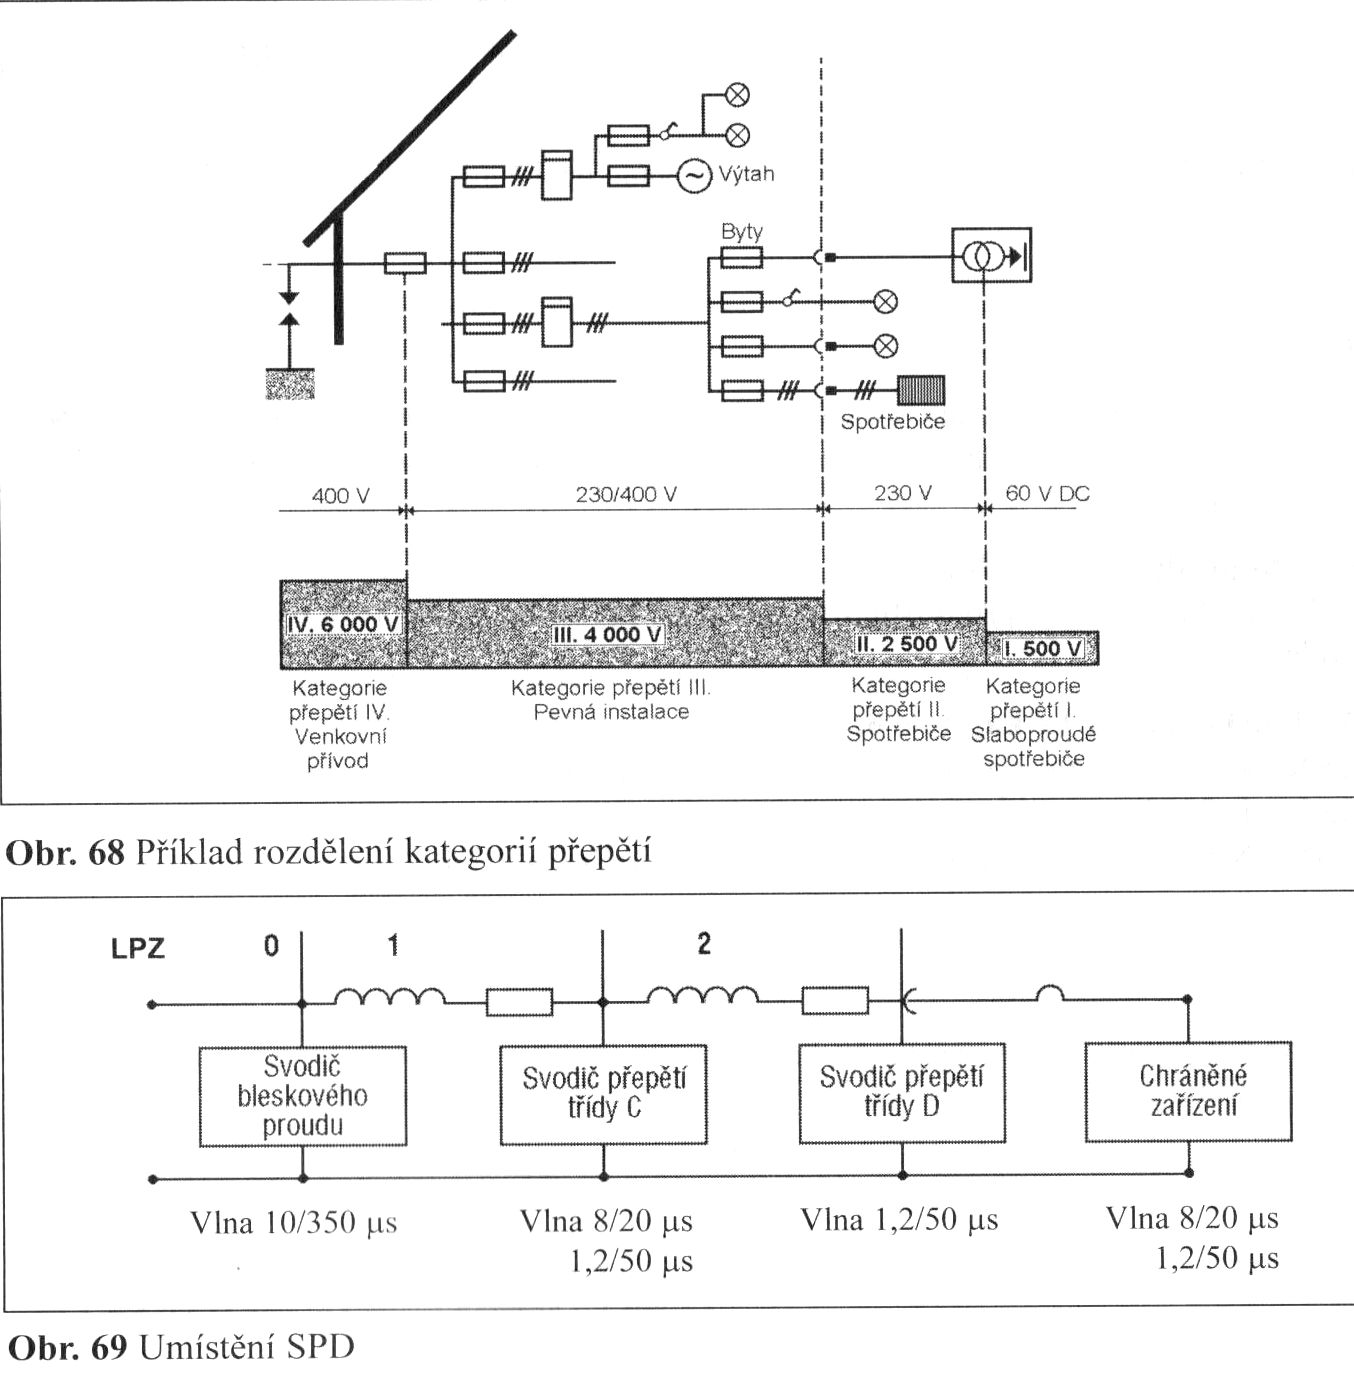 Výtah
Byty
Spotřebiče
400 V
230/400 V
230 V
60 V DC
IV. 6 000 V
III. 4 000 V
II. 2 500 V
I. 500 V
Kategorie
přepětí IV.
Venkovní
přívod
Kategorie přepětí III.
Pevná instalace
Kategorie
přepětí II.
Spotřebiče
Kategorie
přepětí I.
Slaboproudé
spotřebiče
Obr. 68 Příklad rozdělení kategorií přepětí
LPZ 0 1 2
Svodič
bleskového
proudu
Svodič přepětí
třídy C
Svodič přepětí
třídy D
Chráněné
zařízení
Vlna 10/350 µs
Vlna 8/20 µs
1,2/50 µs
Vlna 1,2/50 µs
Vlna 8/20 µs
1,2/50 µs
Obr. 69 Umístění SPD